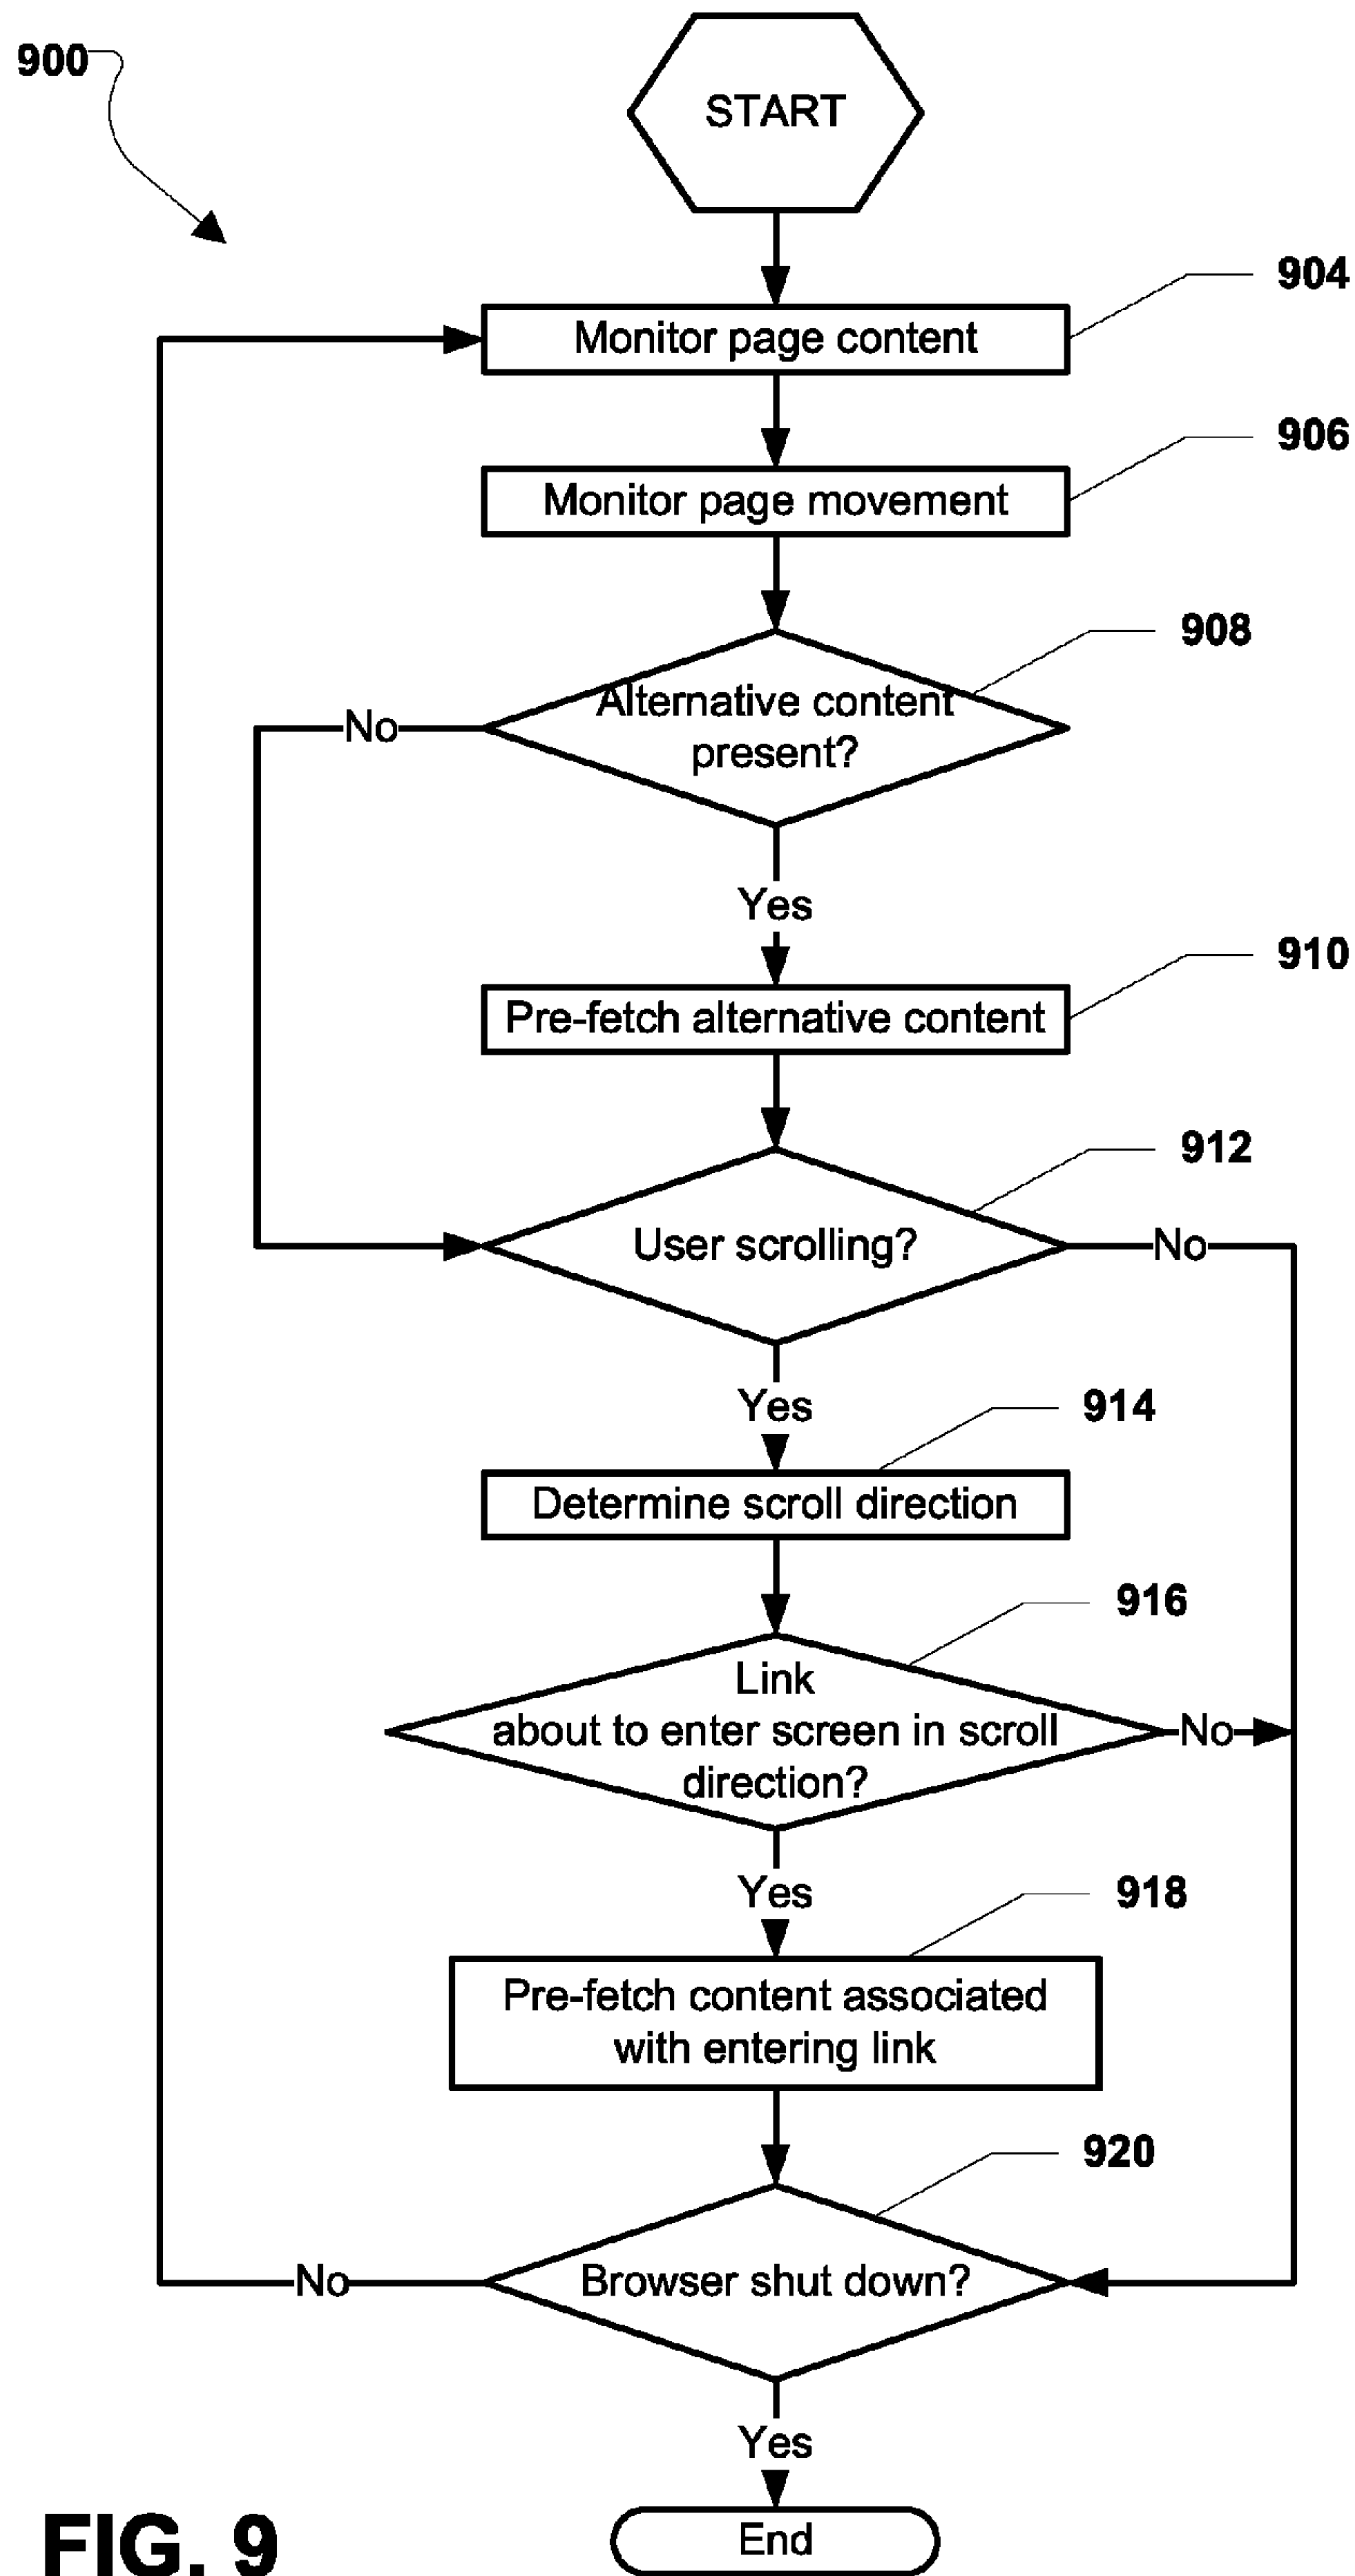 900
START
904
Monitor page content
906
Monitor page movement
908
Alternative content
present?
No
Yes
910
Pre-fetch alternative content
912
User scrolling?
No
Yes
914
Determine scroll direction
916
Link
about to enter screen in scroll
direction?
No
Yes
918
Pre-fetch content associated
with entering link
920
Browser shut down?
No
Yes
End
FIG. 9